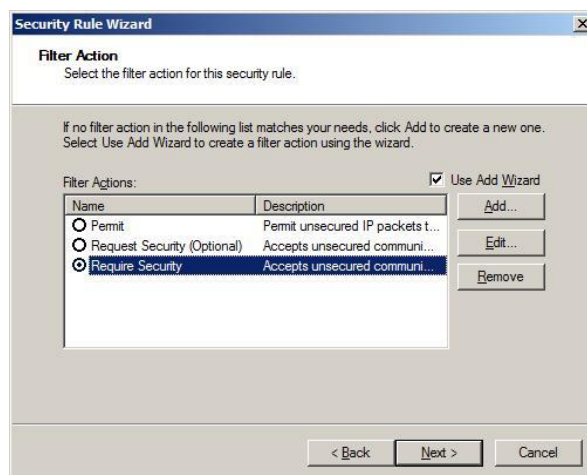 Security Rule Wizard
Filter Action
Select the filter action for this security rule.
If no filter action in the following list matches your needs, click Add to create a new one.
Select Use Add Wizard to create a filter action using the wizard.
Filter Actions:
Use Add Wizard
Name Description
Permit Permit unsecured IP packets t...
Request Security (Optional) Accepts unsecured communi...
Require Security Accepts unsecured communi...
Add...
Edit...
Remove
< Back Next > Cancel